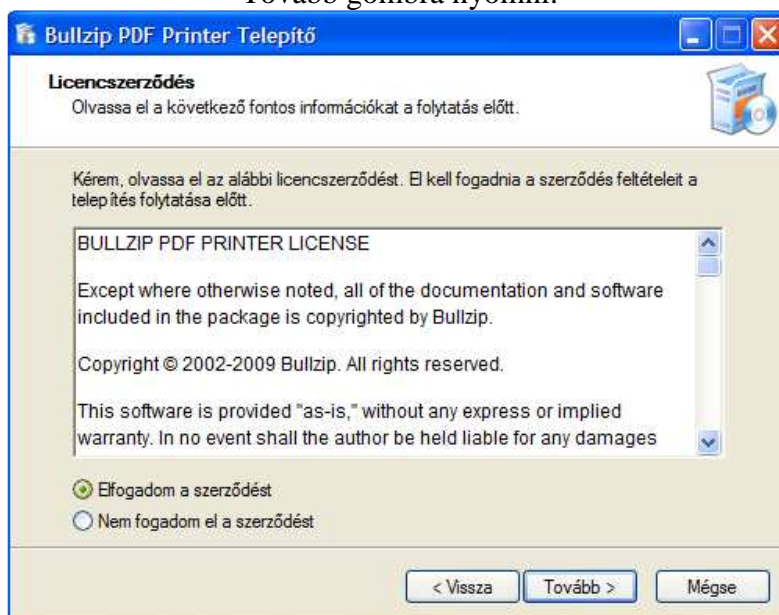 Tovább gombra nyomni.
Bullzip PDF Printer Telepítő
Licencszerződés
Olvassa el a következő fontos információkat a folytatás előtt.
Kérem, olvassa el az alábbi licencszerződést. El kell fogadnia a szerződés feltételeit a
telepítés folytatása előtt.
BULLZIP PDF PRINTER LICENSE
Except where otherwise noted, all of the documentation and software
included in the package is copyrighted by Bullzip.
Copyright © 2002-2009 Bullzip. All rights reserved.
This software is provided "as-is," without any express or implied
warranty. In no event shall the author be held liable for any damages
Elfogadom a szerződést
Nem fogadom el a szerződést
< Vissza Tovább > Mégse